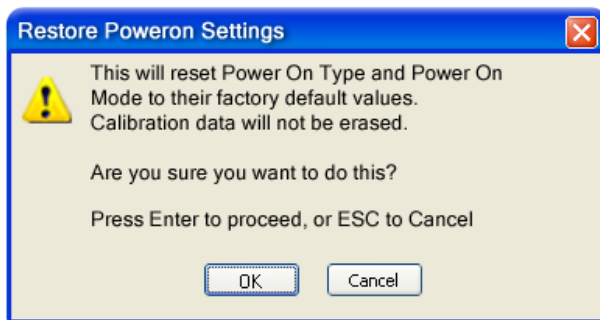 Restore Poweron Settings
This will reset Power On Type and Power On
Mode to their factory default values.
Calibration data will not be erased.
Are you sure you want to do this?
Press Enter to proceed, or ESC to Cancel
OK
Cancel